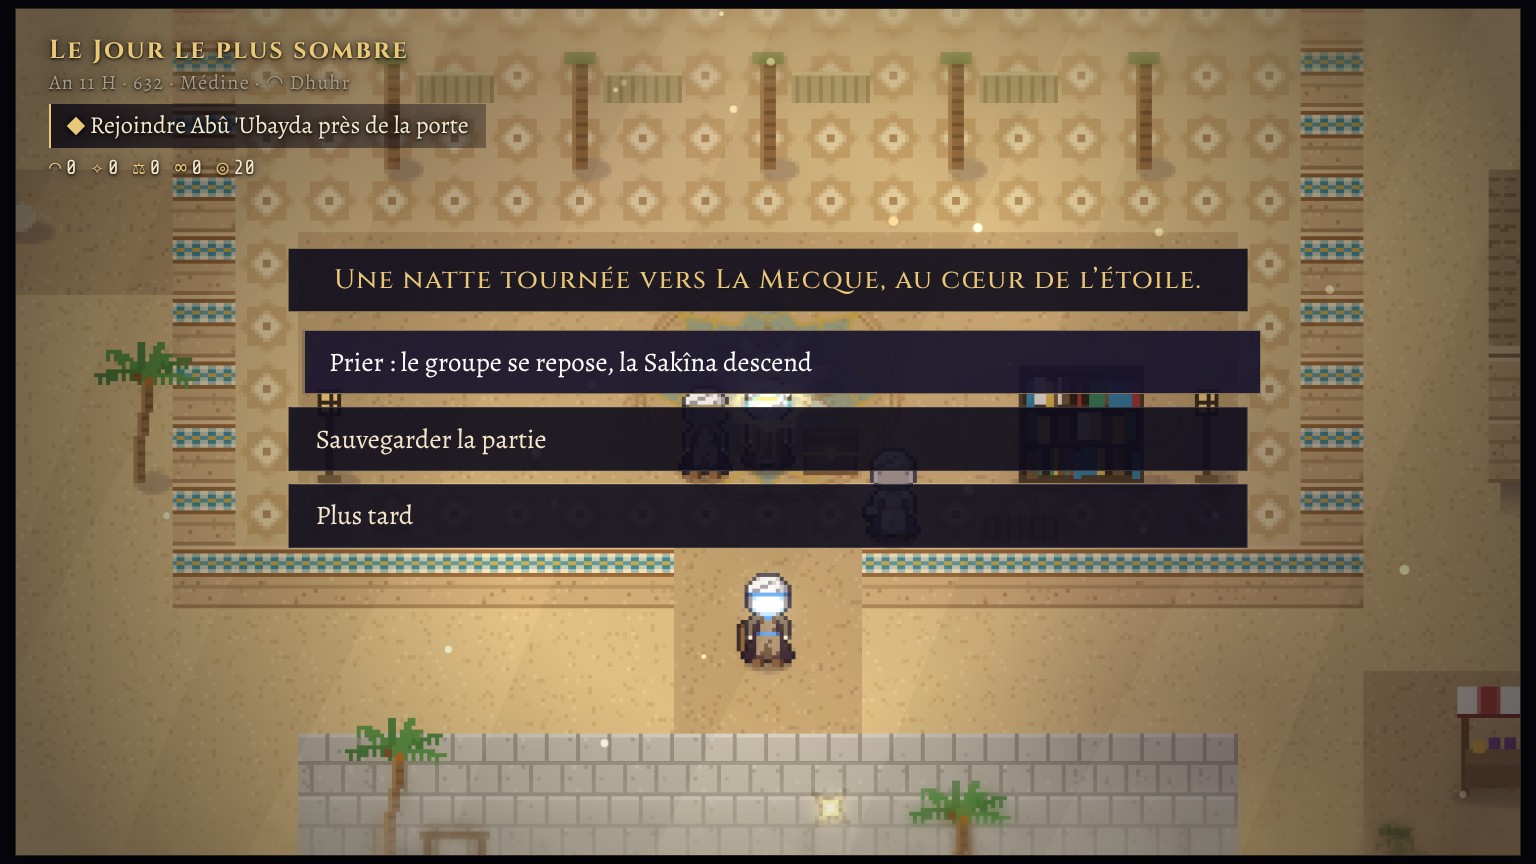 Le Jour le plus sombre
An 11 H · 632 · Médine · ◠ Dhuhr
◆ Rejoindre Abû 'Ubayda près de la porte
◠0 ✧0 ⚖0 ∞0 ◎20
Une natte tournée vers La Mecque, au cœur de l’étoile.
Prier : le groupe se repose, la Sakîna descend
Sauvegarder la partie
Plus tard